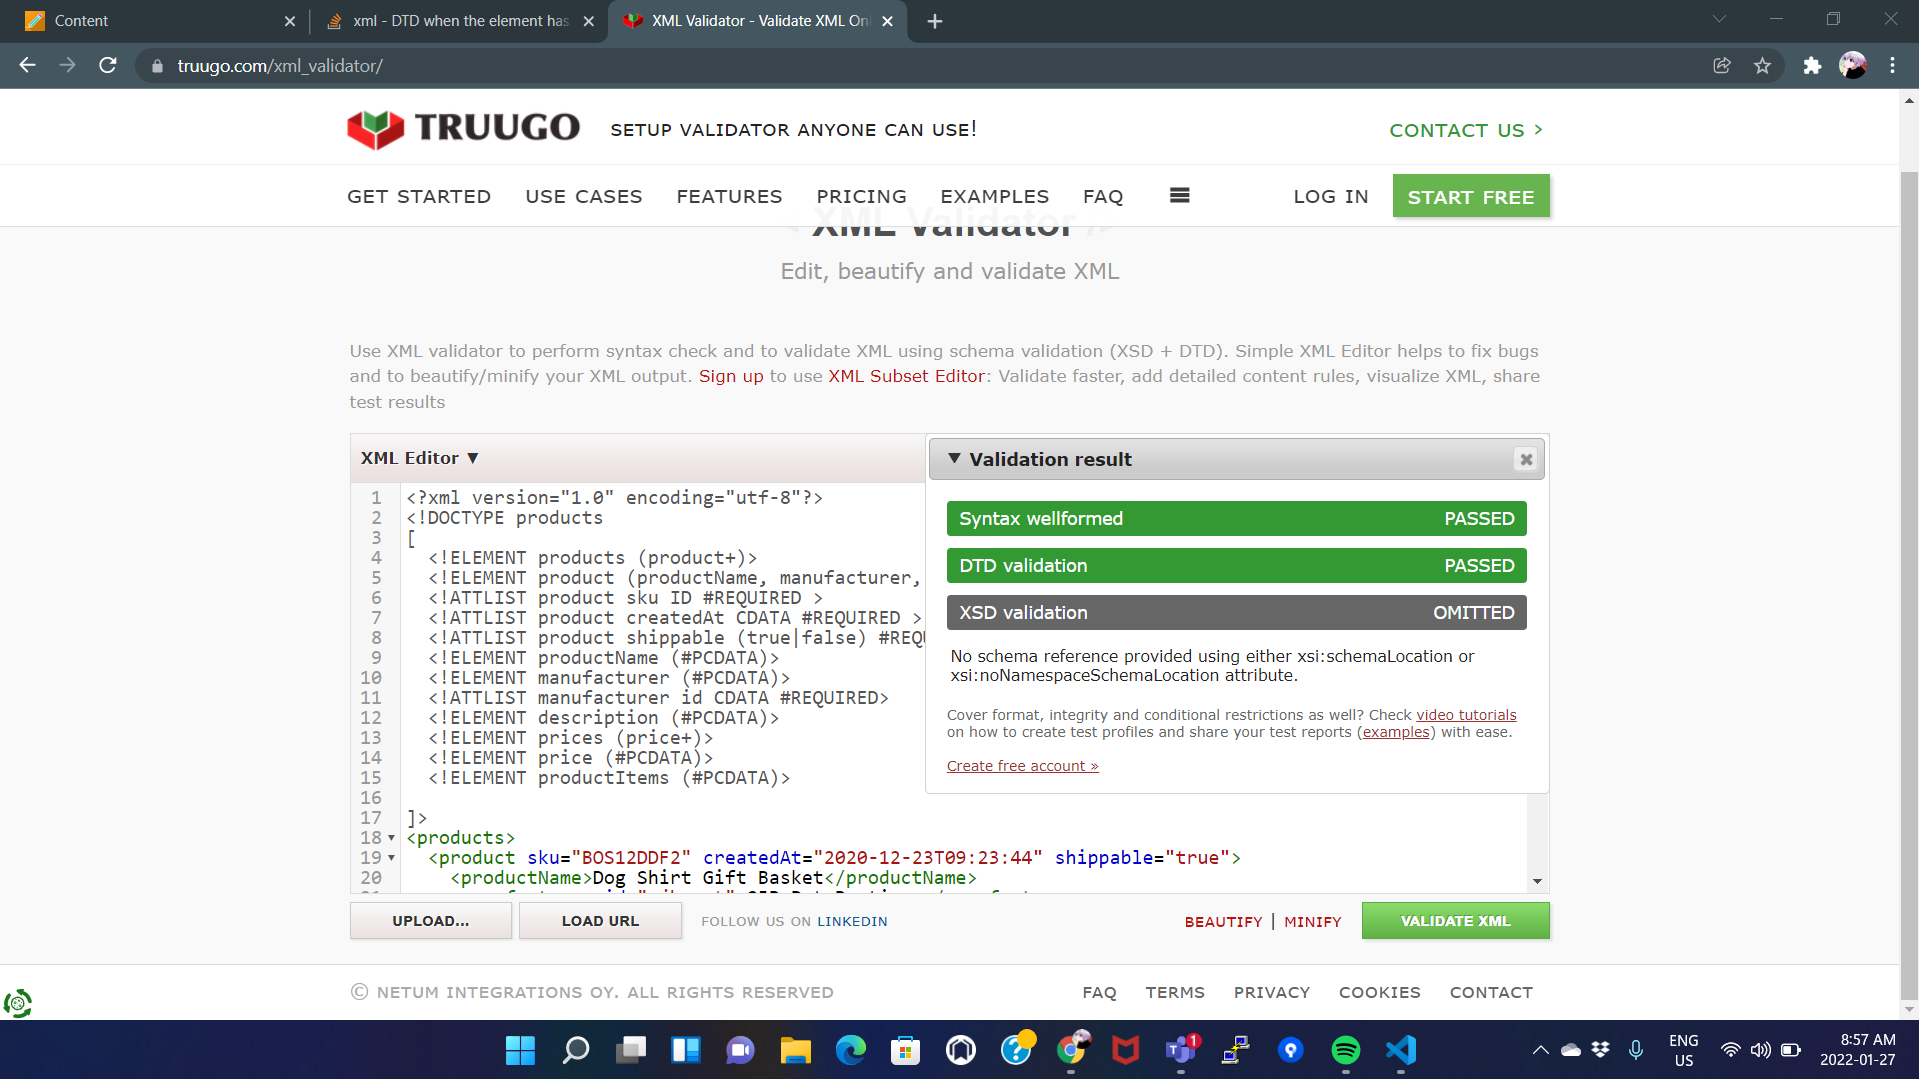 Content
xml - DTD when the element has
XML Validator - Validate XML Onl
truugo.com/xml_validator/
TRUUGO
SETUP VALIDATOR ANYONE CAN USE!
CONTACT US >
GET STARTED
USE CASES
FEATURES
PRICING
EXAMPLES
FAQ
LOG IN
START FREE
< XML Validator />
Edit, beautify and validate XML
Use XML validator to perform syntax check and to validate XML using schema validation (XSD + DTD). Simple XML Editor helps to fix bugs
and to beautify/minify your XML output. Sign up to use XML Subset Editor: Validate faster, add detailed content rules, visualize XML, share
test results
XML Editor ▼
1 <?xml version="1.0" encoding="utf-8"?>
2 <!DOCTYPE products
3 [
4 <!ELEMENT products (product+)>
5 <!ELEMENT product (productName, manufacturer,
6 <!ATTLIST product sku ID #REQUIRED >
7 <!ATTLIST product createdAt CDATA #REQUIRED >
8 <!ATTLIST product shippable (true|false) #REQU
9 <!ELEMENT productName (#PCDATA)>
10 <!ELEMENT manufacturer (#PCDATA)>
11 <!ATTLIST manufacturer id CDATA #REQUIRED>
12 <!ELEMENT description (#PCDATA)>
13 <!ELEMENT prices (price+)>
14 <!ELEMENT price (#PCDATA)>
15 <!ELEMENT productItems (#PCDATA)>
16
17 ]>
18 <products>
19 <product sku="BOS12DDF2" createdAt="2020-12-23T09:23:44" shippable="true">
20 <productName>Dog Shirt Gift Basket</productName>
▼ Validation result
Syntax wellformed PASSED
DTD validation PASSED
XSD validation OMITTED
No schema reference provided using either xsi:schemaLocation or
xsi:noNamespaceSchemaLocation attribute.
Cover format, integrity and conditional restrictions as well? Check video tutorials
on how to create test profiles and share your test reports (examples) with ease.
Create free account »
UPLOAD...
LOAD URL
FOLLOW US ON LINKEDIN
BEAUTIFY | MINIFY
VALIDATE XML
© NETUM INTEGRATIONS OY. ALL RIGHTS RESERVED
FAQ
TERMS
PRIVACY
COOKIES
CONTACT
1
ENG
US
8:57 AM
2022-01-27